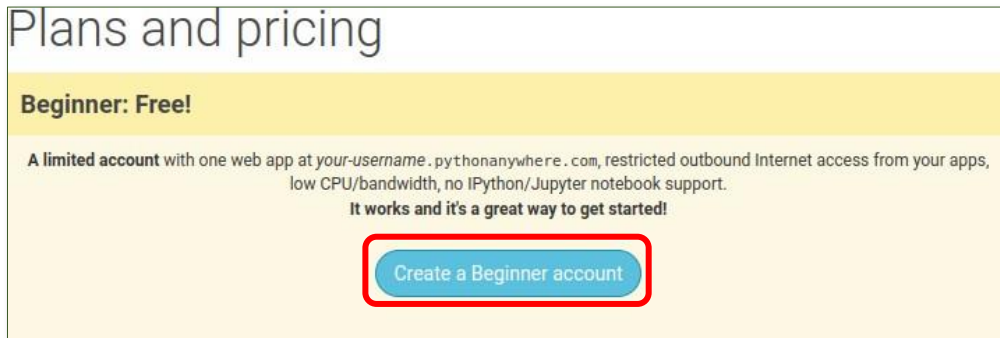 Plans and pricing
Beginner: Free!
A limited account with one web app at your-username.pythonanywhere.com, restricted outbound Internet access from your apps,
low CPU/bandwidth, no IPython/Jupyter notebook support.
It works and it's a great way to get started!
Create a Beginner account